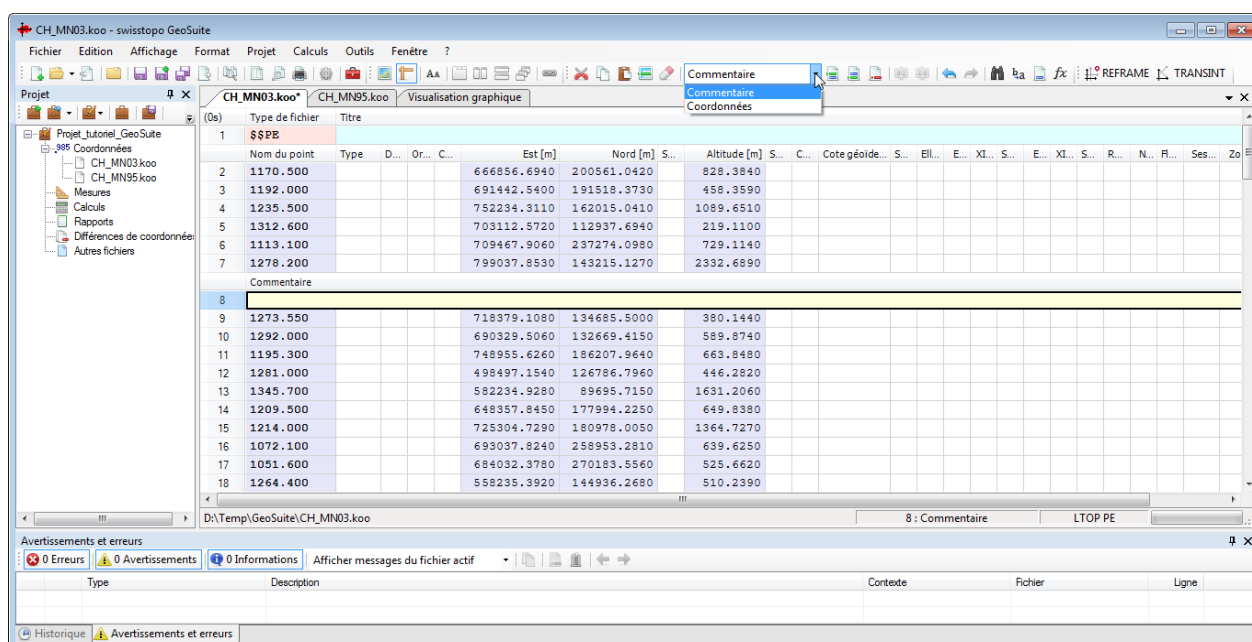 CH_MN03.koo - swisstopo GeoSuite
Fichier Edition Affichage Format Projet Calculs Outils Fenêtre ?
Commentaire REFRAME TRANSINT
Commentaire
Coordonnées
Projet
CH_MN03.koo* CH_MN95.koo Visualisation graphique
Projet_tutoriel_GeoSuite
Coordonnées
CH_MN03.koo
CH_MN95.koo
Mesures
Calculs
Rapports
Différences de coordonnée
Autres fichiers
(0s) Type de fichier Titre
1 $$PE
Nom du point Type D... Or... C... Est [m] Nord [m] S... Altitude [m] S... C... Cote géoïde... S... Ell... E... XI... S... E... XI... S... R... N... Fl... Ses... Zo
2 1170.500 666856.6940 200561.0420 828.3840
3 1192.000 691442.5400 191518.3730 458.3590
4 1235.500 752234.3110 162015.0410 1089.6510
5 1312.600 703112.5720 112937.6940 219.1100
6 1113.100 709467.9060 237274.0980 729.1140
7 1278.200 799037.8530 143215.1270 2332.6890
Commentaire
8
9 1273.550 718379.1080 134685.5000 380.1440
10 1292.000 690329.5060 132669.4150 589.8740
11 1195.300 748955.6260 186207.9640 663.8480
12 1281.000 498497.1540 126786.7960 446.2820
13 1345.700 582234.9280 89695.7150 1631.2060
14 1209.500 648357.8450 177994.2250 649.8380
15 1214.000 725304.7290 180978.0050 1364.7270
16 1072.100 693037.8240 258953.2810 639.6250
17 1051.600 684032.3780 270183.5560 525.6620
18 1264.400 558235.3920 144936.2680 510.2390
D:\Temp\GeoSuite\CH_MN03.koo 8 : Commentaire LTOP PE
Avertissements et erreurs
0 Erreurs 0 Avertissements 0 Informations Afficher messages du fichier actif
Type Description Contexte Fichier Ligne
Historique Avertissements et erreurs